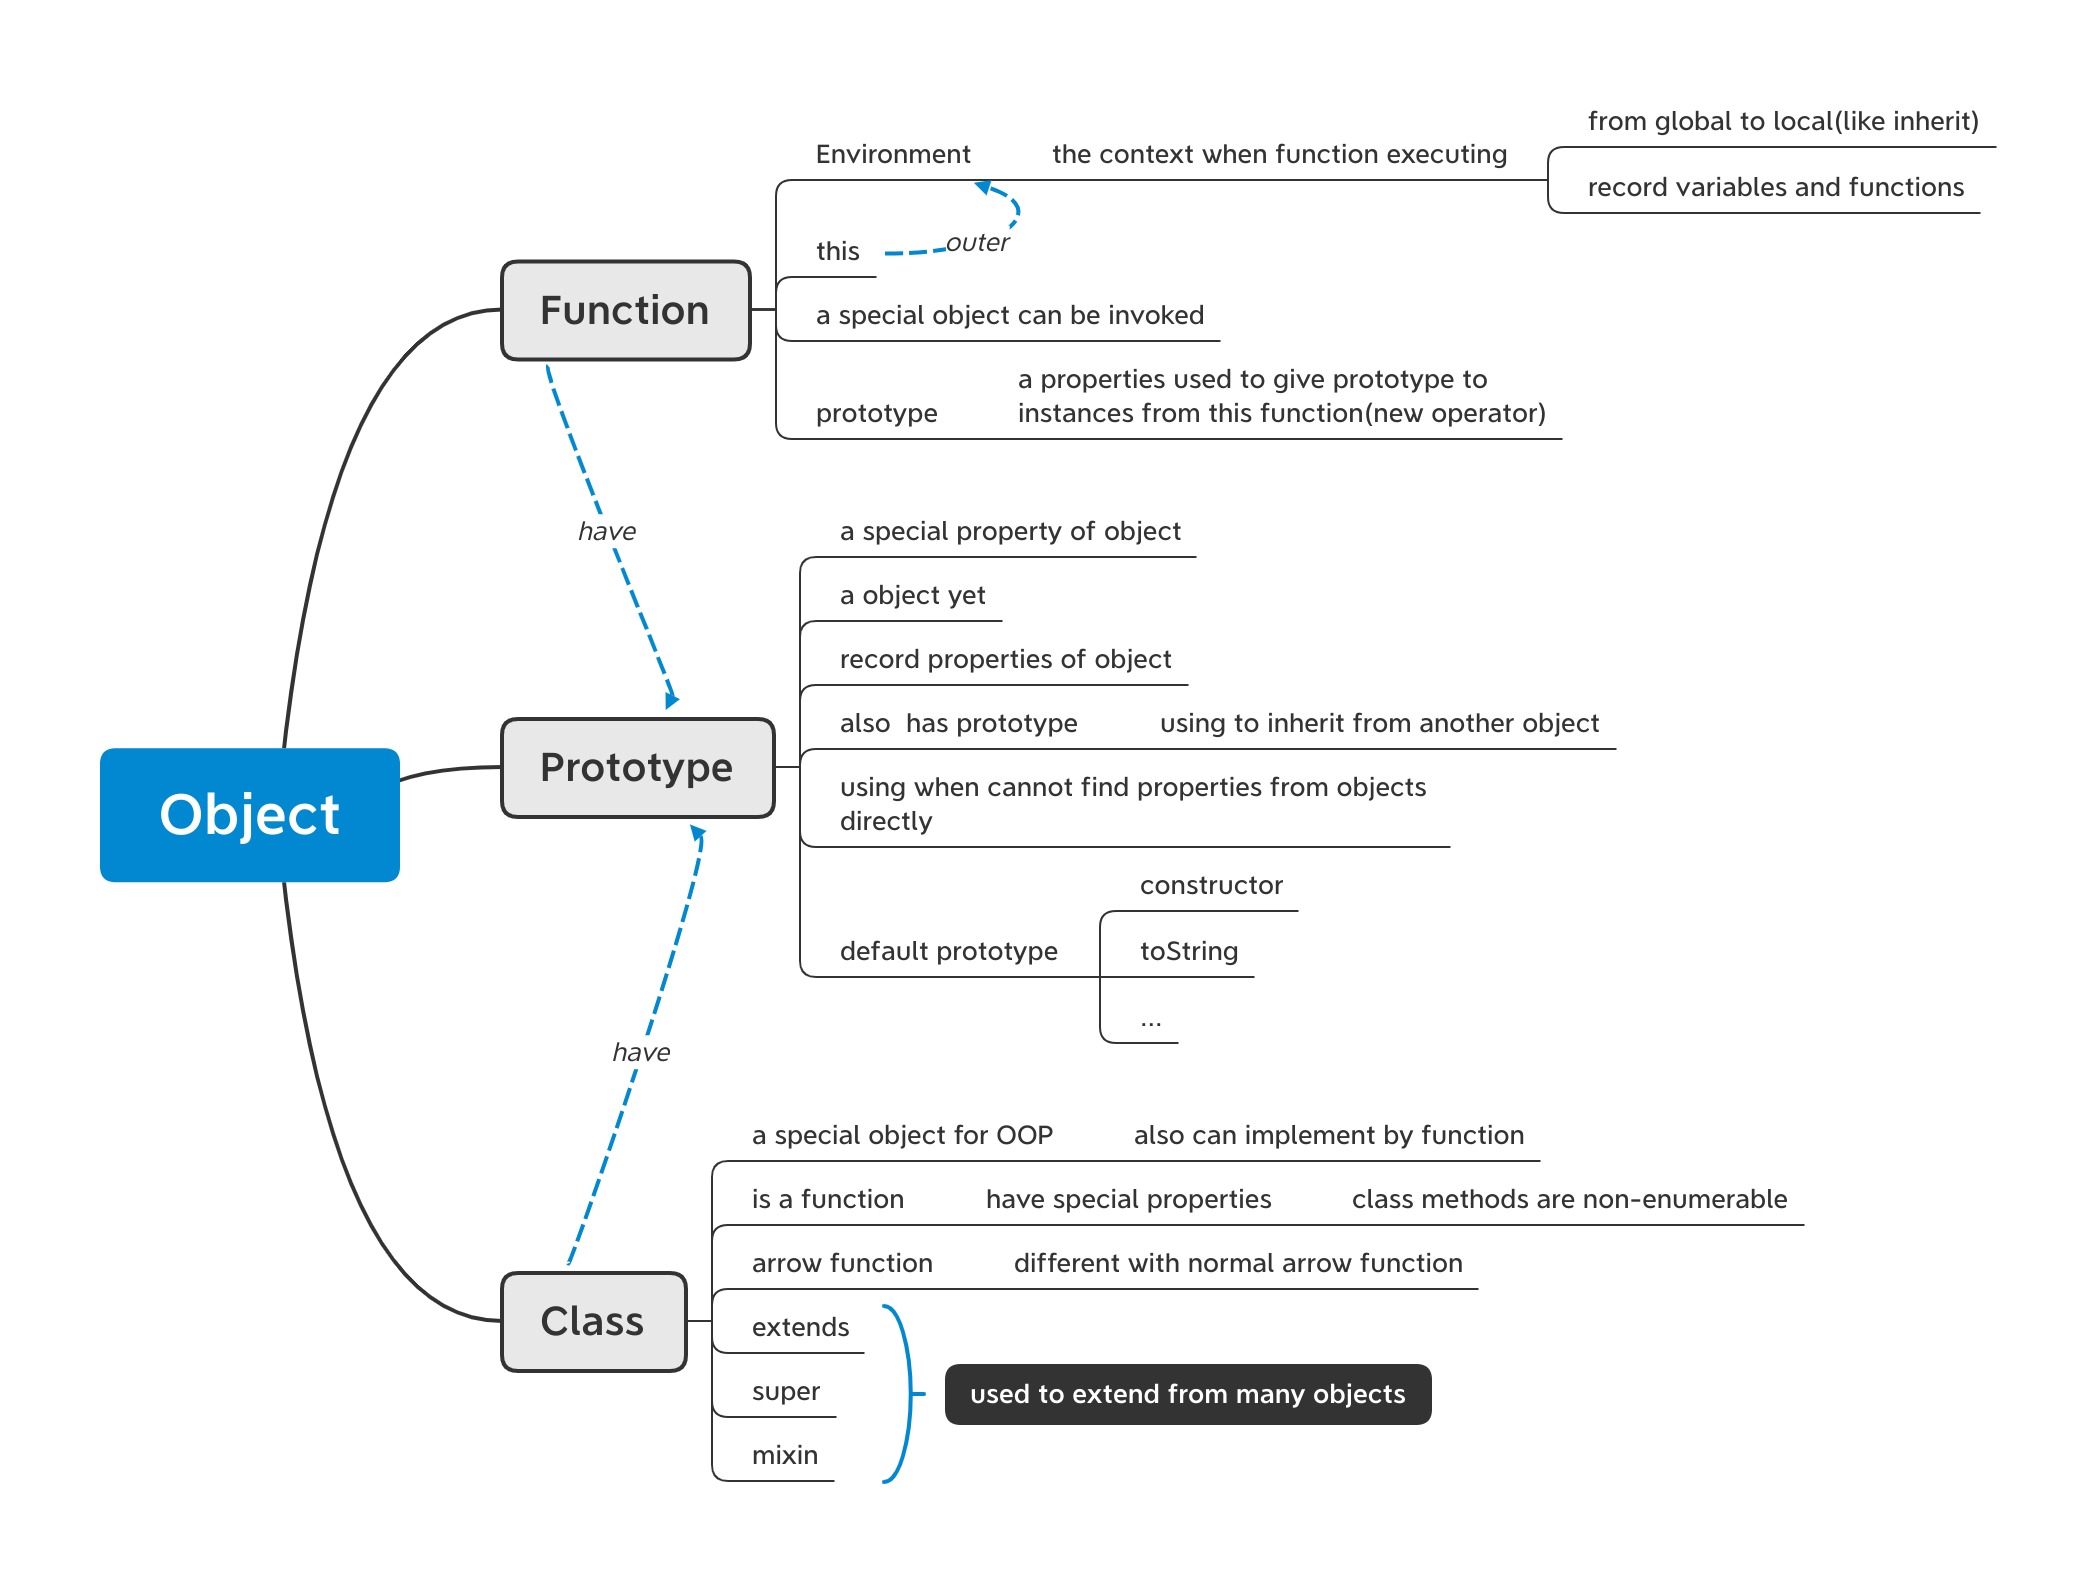 Object
Function
Environment
the context when function executing
from global to local(like inherit)
record variables and functions
this
outer
a special object can be invoked
prototype
a properties used to give prototype to
instances from this function(new operator)
have
Prototype
a special property of object
a object yet
record properties of object
also  has prototype
using to inherit from another object
using when cannot find properties from objects
directly
default prototype
constructor
toString
...
have
Class
a special object for OOP
also can implement by function
is a function
have special properties
class methods are non-enumerable
arrow function
different with normal arrow function
extends
super
mixin
used to extend from many objects